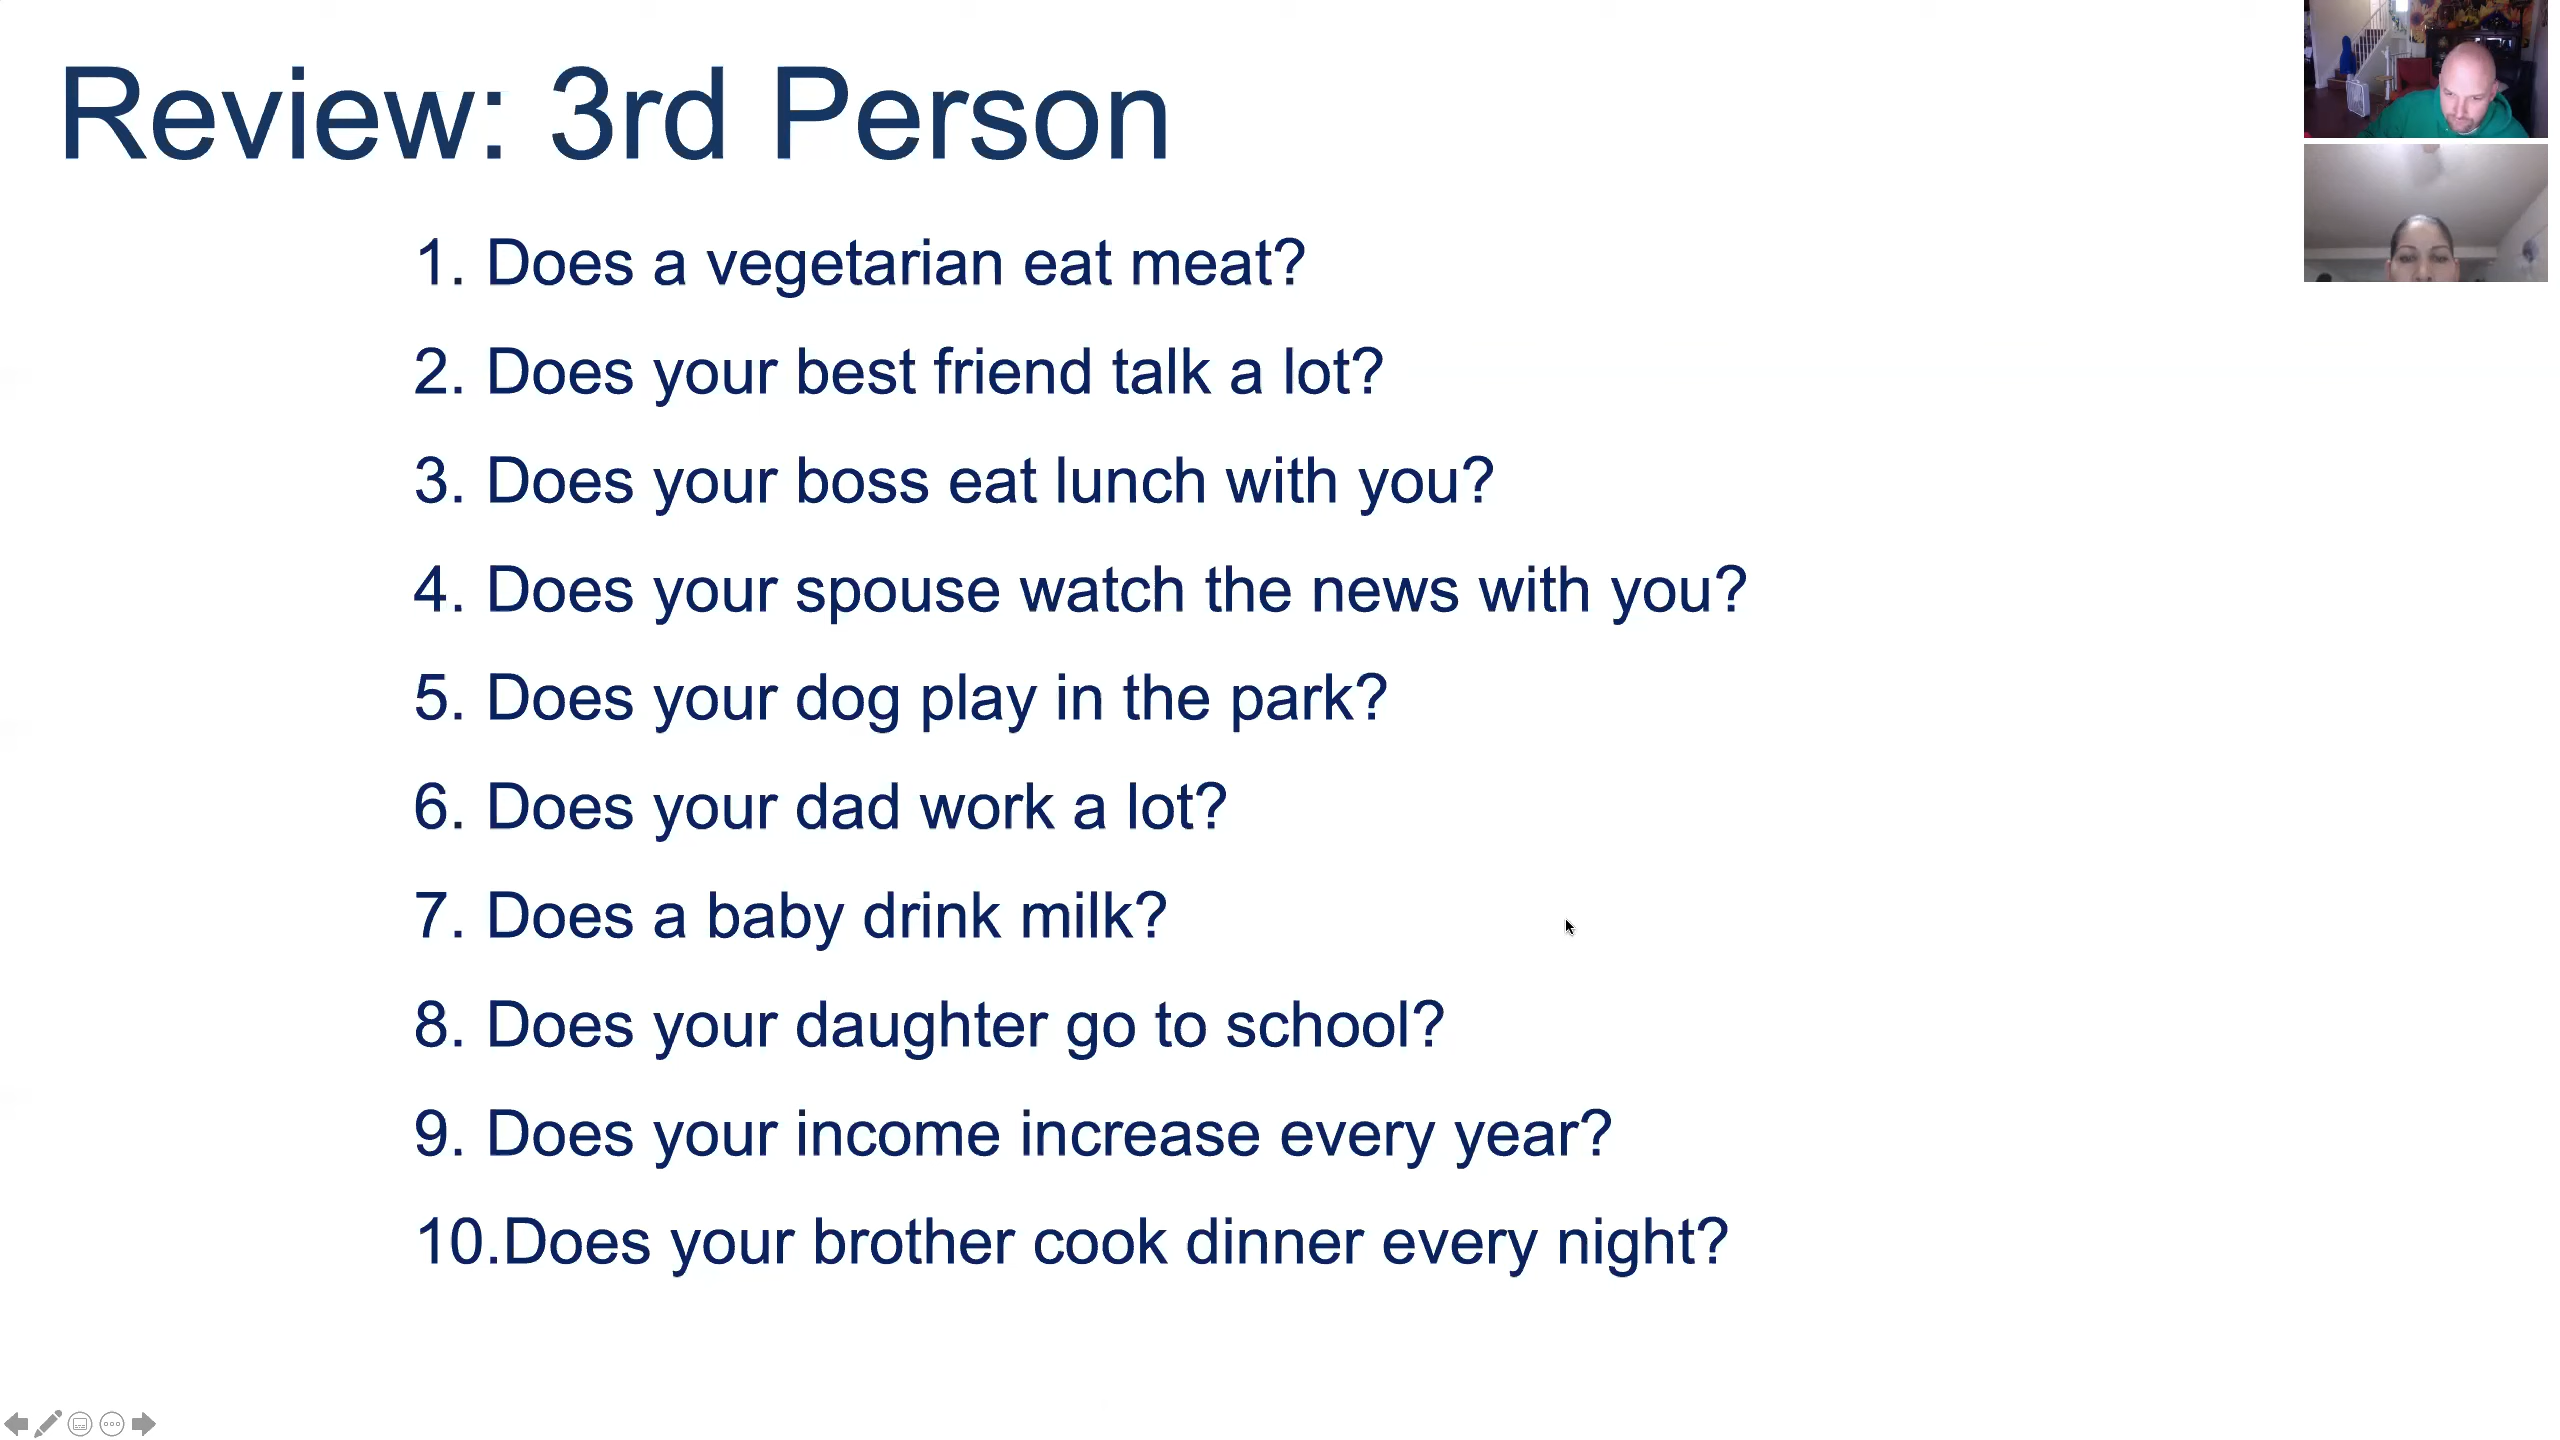 Review: 3rd Person
1. Does a vegetarian eat meat?
2. Does your best friend talk a lot?
3. Does your boss eat lunch with you?
4. Does your spouse watch the news with you?
5. Does your dog play in the park?
6. Does your dad work a lot?
7. Does a baby drink milk?
8. Does your daughter go to school?
9. Does your income increase every year?
10.Does your brother cook dinner every night?